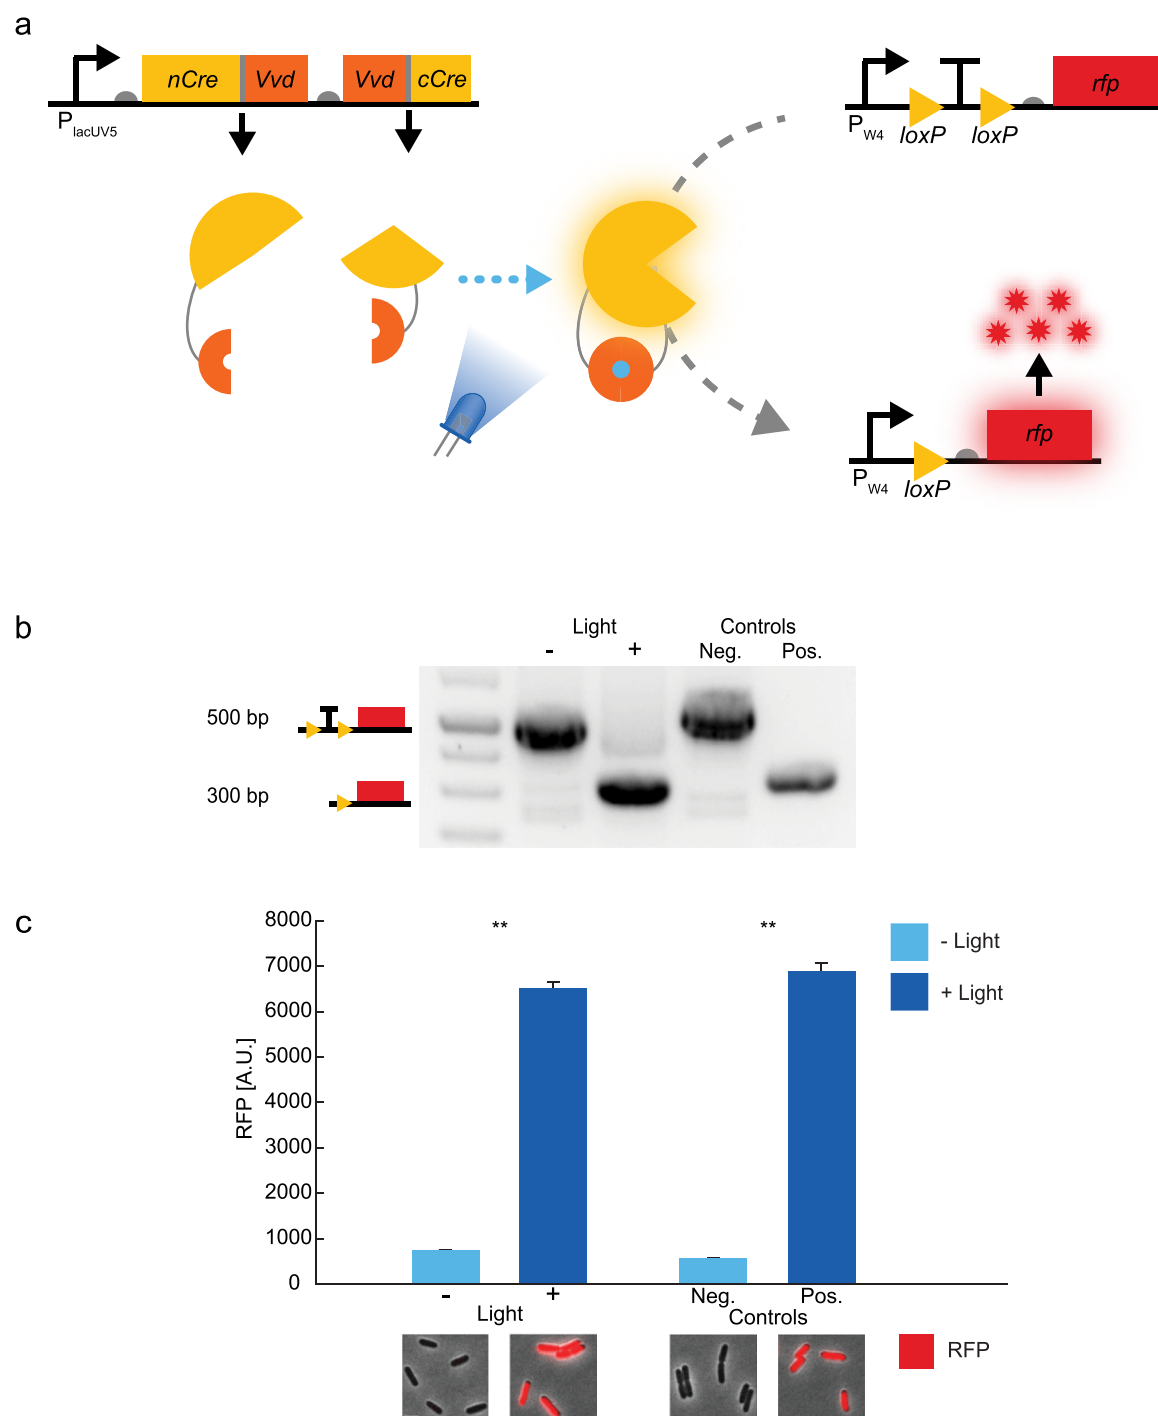 a
nCre Vvd Vvd cCre
PlacUV5
rfp
PW4 loxP loxP
rfp
PW4 loxP
b
Light Controls
- + Neg. Pos.
500 bp
300 bp
c
8000
7000
6000
5000
4000
3000
2000
1000
0
RFP [A.U.]
** **
- Light
+ Light
- + Neg. Pos.
Light Controls
RFP